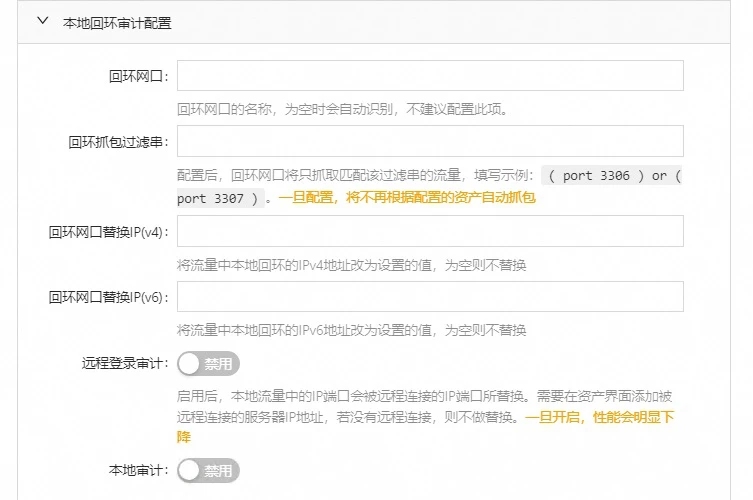 本地回环审计配置
回环网口：
回环网口的名称，为空时会自动识别，不建议配置此项。
回环抓包过滤串：
配置后，回环网口将只抓取匹配该过滤串的流量，填写示例： ( port 3306 ) or (
port 3307 ) 。一旦配置，将不再根据配置的资产自动抓包
回环网口替换IP(v4)：
将流量中本地回环的IPv4地址改为设置的值，为空则不替换
回环网口替换IP(v6)：
将流量中本地回环的IPv6地址改为设置的值，为空则不替换
远程登录审计： 禁用
启用后，本地流量中的IP端口会被远程连接的IP端口所替换。需要在资产界面添加被
远程连接的服务器IP地址，若没有远程连接，则不做替换。一旦开启，性能会明显下
降
本地审计： 禁用